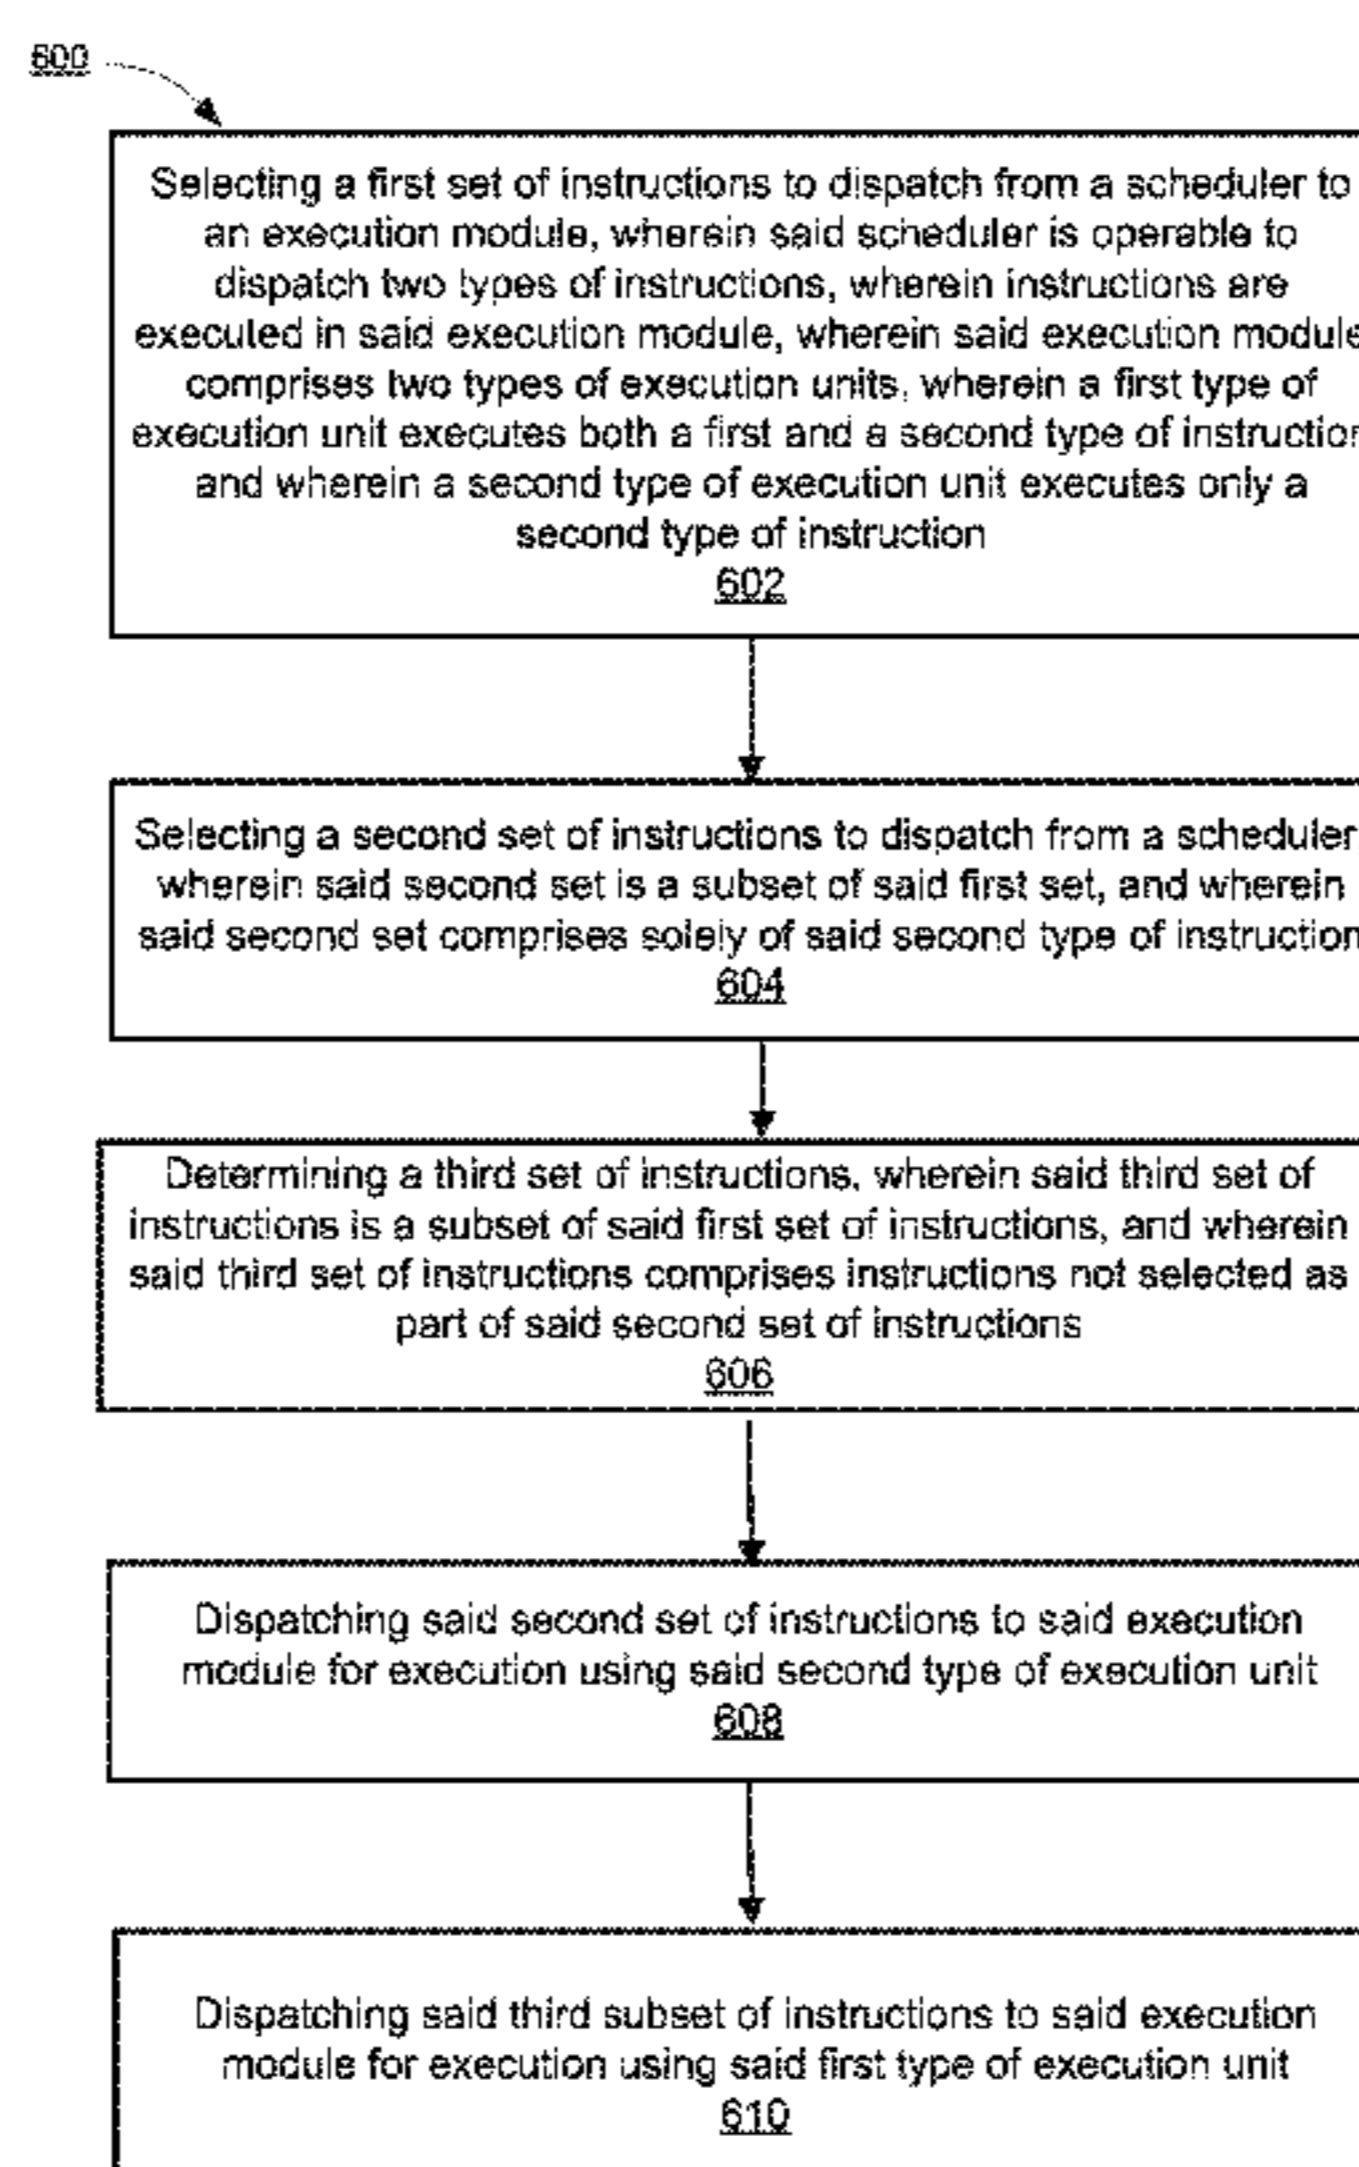 600
Selecting a first set of instructions to dispatch from a scheduler to
an execution module, wherein said scheduler is operable to
dispatch two types of instructions, wherein instructions are
executed in said execution module, wherein said execution module
comprises two types of execution units, wherein a first type of
execution unit executes both a first and a second type of instruction
and wherein a second type of execution unit executes only a
second type of instruction
602
Selecting a second set of instructions to dispatch from a scheduler,
wherein said second set is a subset of said first set, and wherein
said second set comprises solely of said second type of instruction
604
Determining a third set of instructions, wherein said third set of
instructions is a subset of said first set of instructions, and wherein
said third set of instructions comprises instructions not selected as
part of said second set of instructions
606
Dispatching said second set of instructions to said execution
module for execution using said second type of execution unit
608
Dispatching said third subset of instructions to said execution
module for execution using said first type of execution unit
610